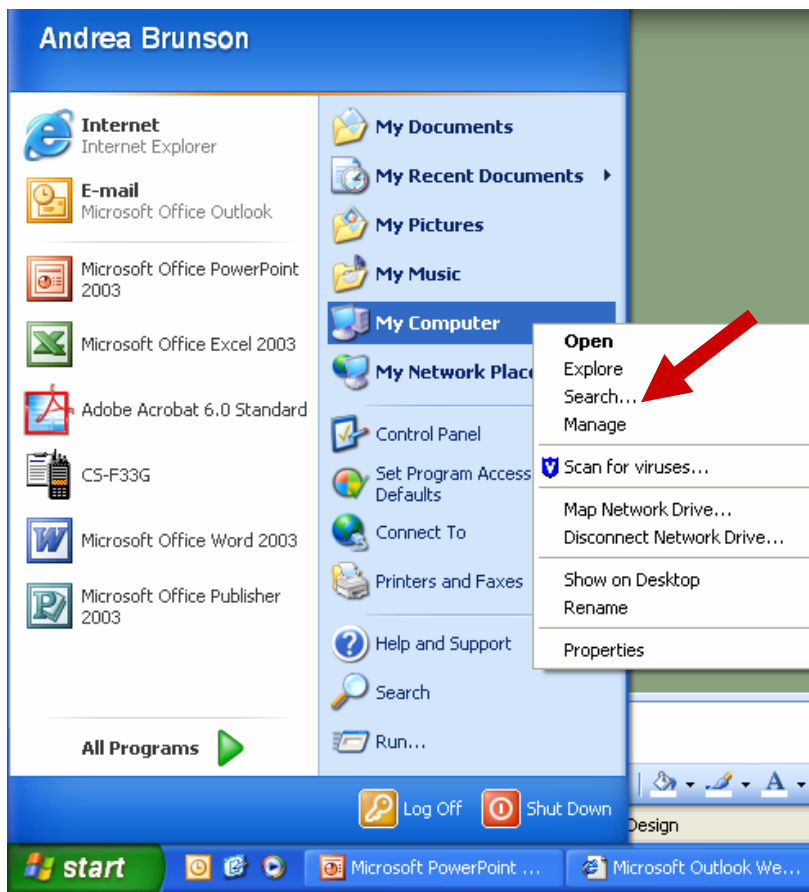 Andrea Brunson
Internet
Internet Explorer
E-mail
Microsoft Office Outlook
Microsoft Office PowerPoint
2003
Microsoft Office Excel 2003
Adobe Acrobat 6.0 Standard
CS-F33G
Microsoft Office Word 2003
Microsoft Office Publisher
2003
All Programs
My Documents
My Recent Documents
My Pictures
My Music
My Computer
My Network Plac
Control Panel
Set Program Access
Defaults
Connect To
Printers and Faxes
Help and Support
Search
Run...
Open
Explore
Search...
Manage
Scan for viruses...
Map Network Drive...
Disconnect Network Drive...
Show on Desktop
Rename
Properties
Log Off
Shut Down
A
Design
start
Microsoft PowerPoint ...
Microsoft Outlook We...